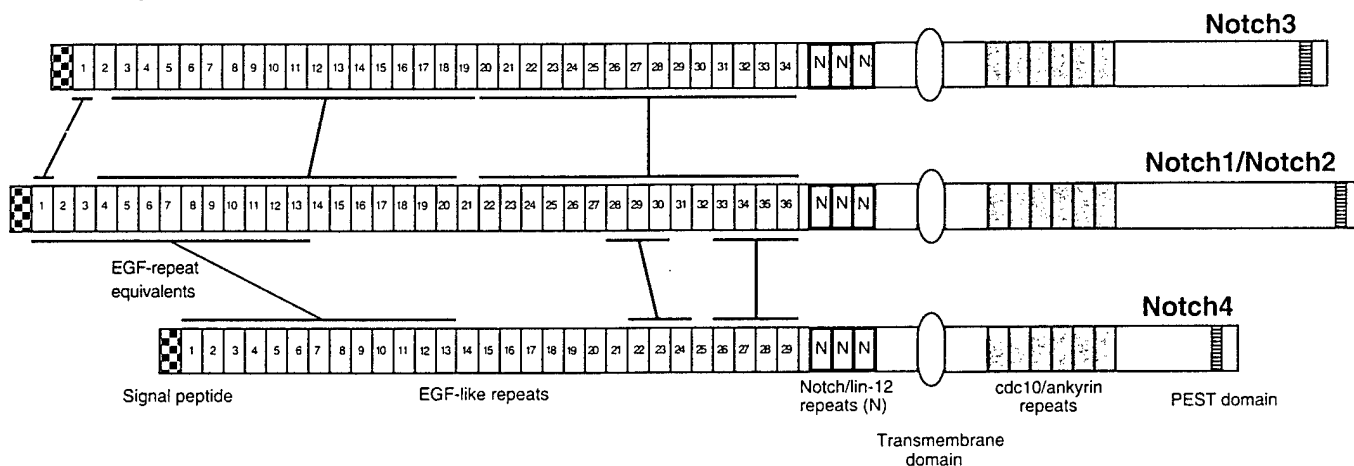 Notch3
1 2 3 4 5 6 7 8 9 10 11 12 13 14 15 16 17 18 19 20 21 22 23 24 25 26 27 28 29 30 31 32 33 34 N N N
Notch1/Notch2
1 2 3 4 5 6 7 8 9 10 11 12 13 14 15 16 17 18 19 20 21 22 23 24 25 26 27 28 29 30 31 32 33 34 35 36 N N N
EGF-repeat
equivalents
Notch4
1 2 3 4 5 6 7 8 9 10 11 12 13 14 15 16 17 18 19 20 21 22 23 24 25 26 27 28 29 N N N
Signal peptide
EGF-like repeats
Notch/lin-12
repeats (N)
cdc10/ankyrin
repeats
PEST domain
Transmembrane
domain